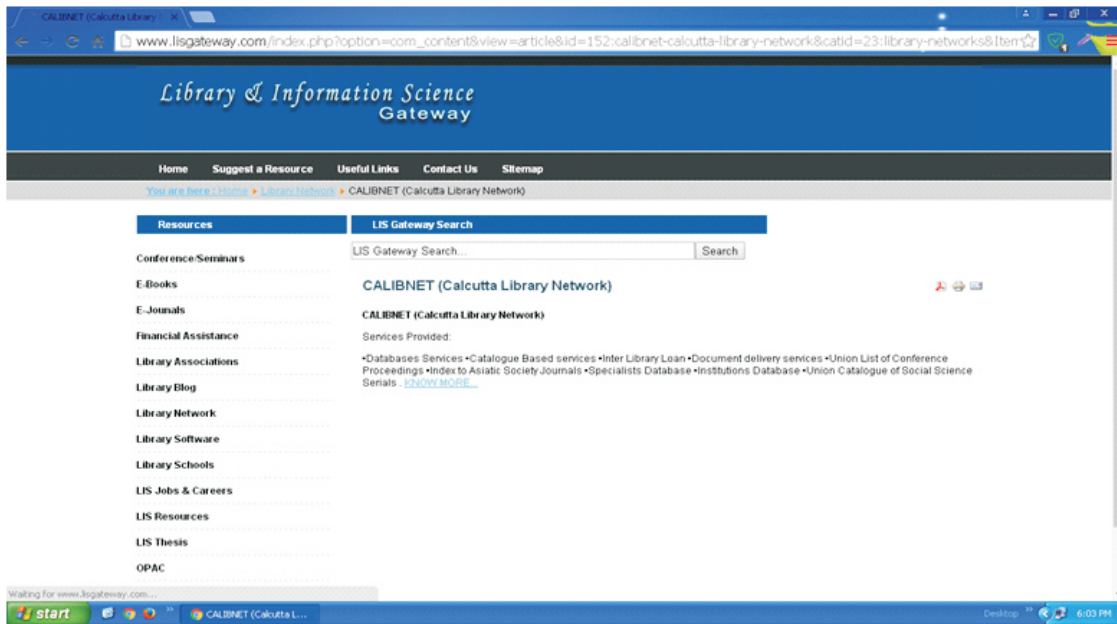 CALIBNET (Calcutta Library
www.lisgateway.com/index.php?option=com_content&view=article&id=152:calibnet-calcutta-library-network&catid=23:library-networks&Item
Library & Information Science
Gateway
Home Suggest a Resource Useful Links Contact Us Sitemap
You are here : Home Library Network CALIBNET (Calcutta Library Network)
Resources
LIS Gateway Search
LIS Gateway Search... Search
Conference/Seminars
E-Books
E-Jounals
Financial Assistance
Library Associations
Library Blog
Library Network
Library Software
Library Schools
LIS Jobs & Careers
LIS Resources
LIS Thesis
OPAC
CALIBNET (Calcutta Library Network)
CALIBNET (Calcutta Library Network)
Services Provided:
•Databases Services •Catalogue Based services •Inter Library Loan •Document delivery services •Union List of Conference
Proceedings •Index to Asiatic Society Journals •Specialists Database •Institutions Database •Union Catalogue of Social Science
Serials . KNOW MORE...
Waiting for www.lisgateway.com...
start CALIBNET (Calcutta L... Desktop 6:03 PM